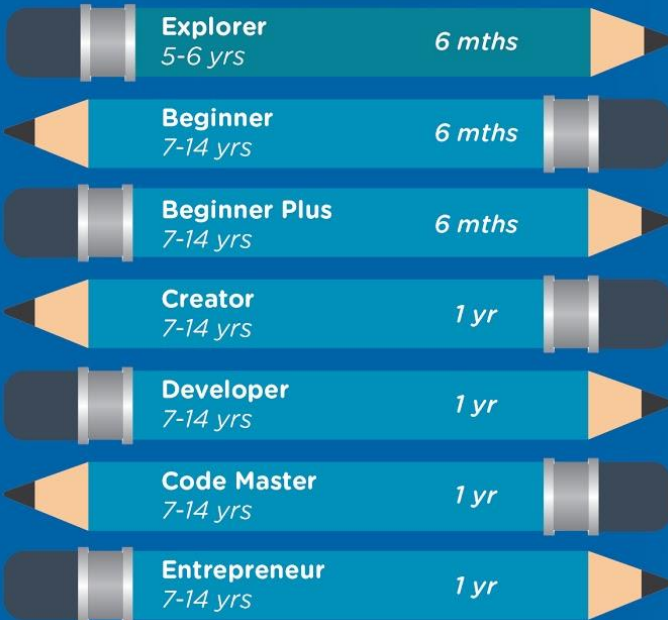 Explorer
5-6 yrs
6 mths
Beginner
7-14 yrs
6 mths
Beginner Plus
7-14 yrs
6 mths
Creator
7-14 yrs
1 yr
Developer
7-14 yrs
1 yr
Code Master
7-14 yrs
1 yr
Entrepreneur
7-14 yrs
1 yr